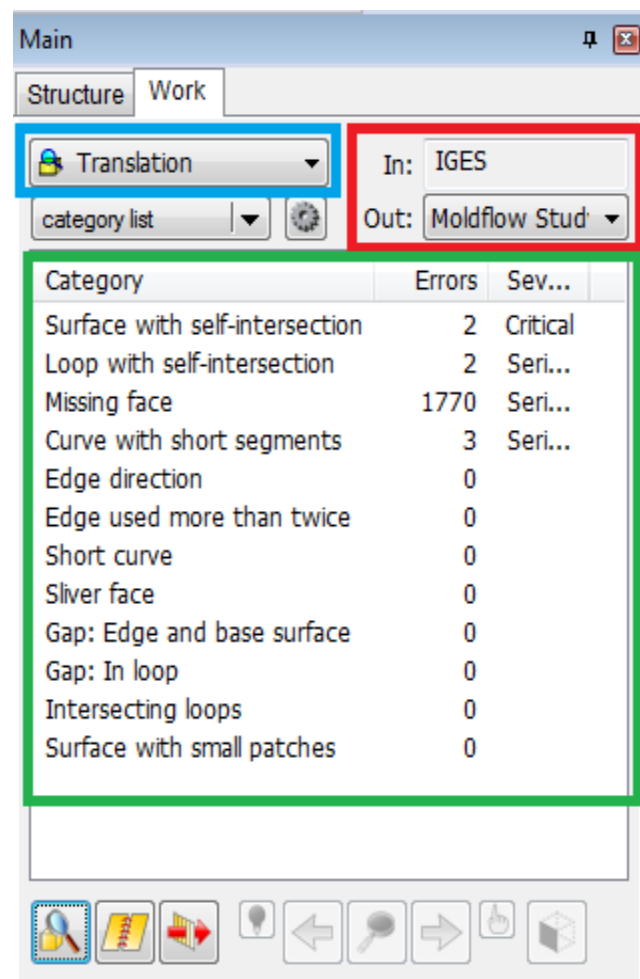 Main
Structure Work
Translation In: IGES
category list Out: Moldflow Stud
Category Errors Sev...
Surface with self-intersection 2 Critical
Loop with self-intersection 2 Seri...
Missing face 1770 Seri...
Curve with short segments 3 Seri...
Edge direction 0
Edge used more than twice 0
Short curve 0
Sliver face 0
Gap: Edge and base surface 0
Gap: In loop 0
Intersecting loops 0
Surface with small patches 0